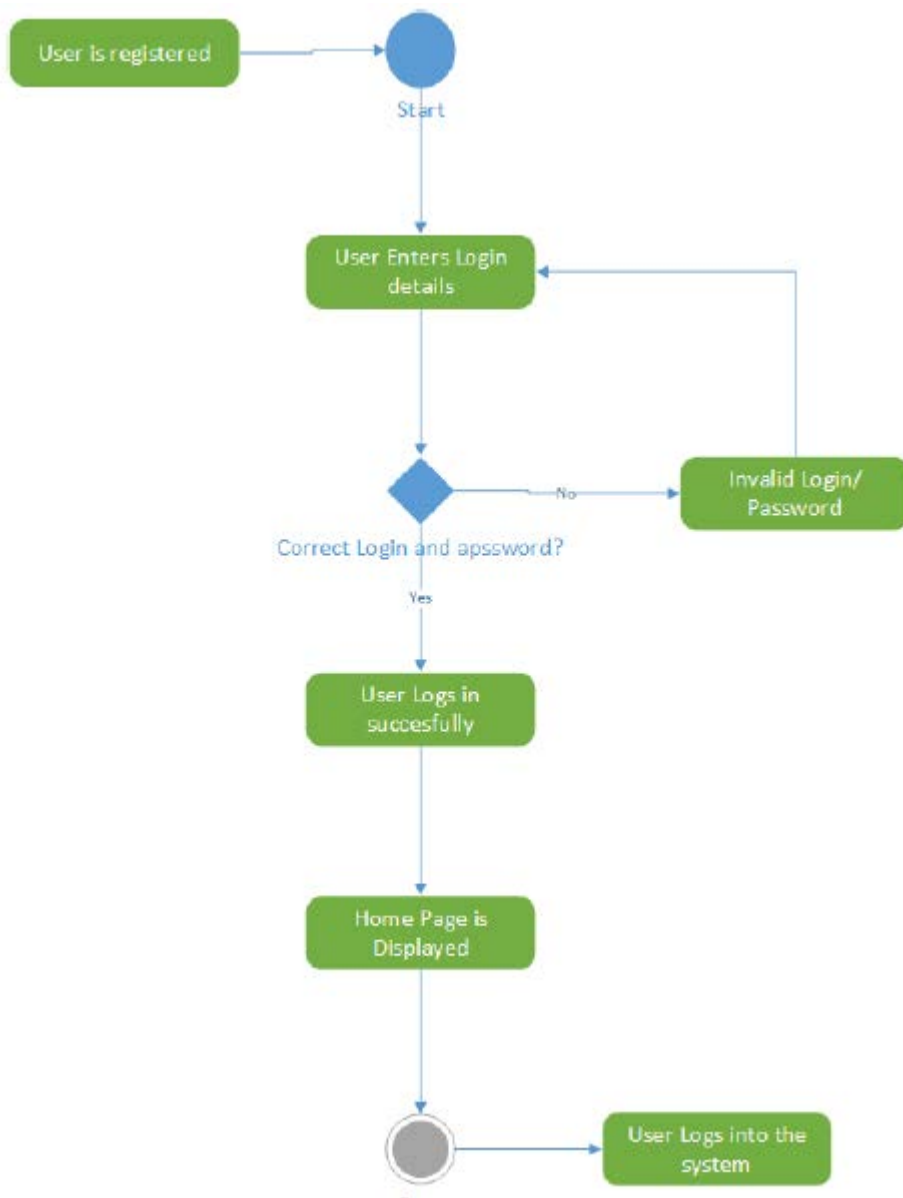 User is registered
Start
User Enters Login
details
No
Invalid Login/
Password
Correct Login and apssword?
Yes
User Logs in
succesfully
Home Page is
Displayed
User Logs into the
system